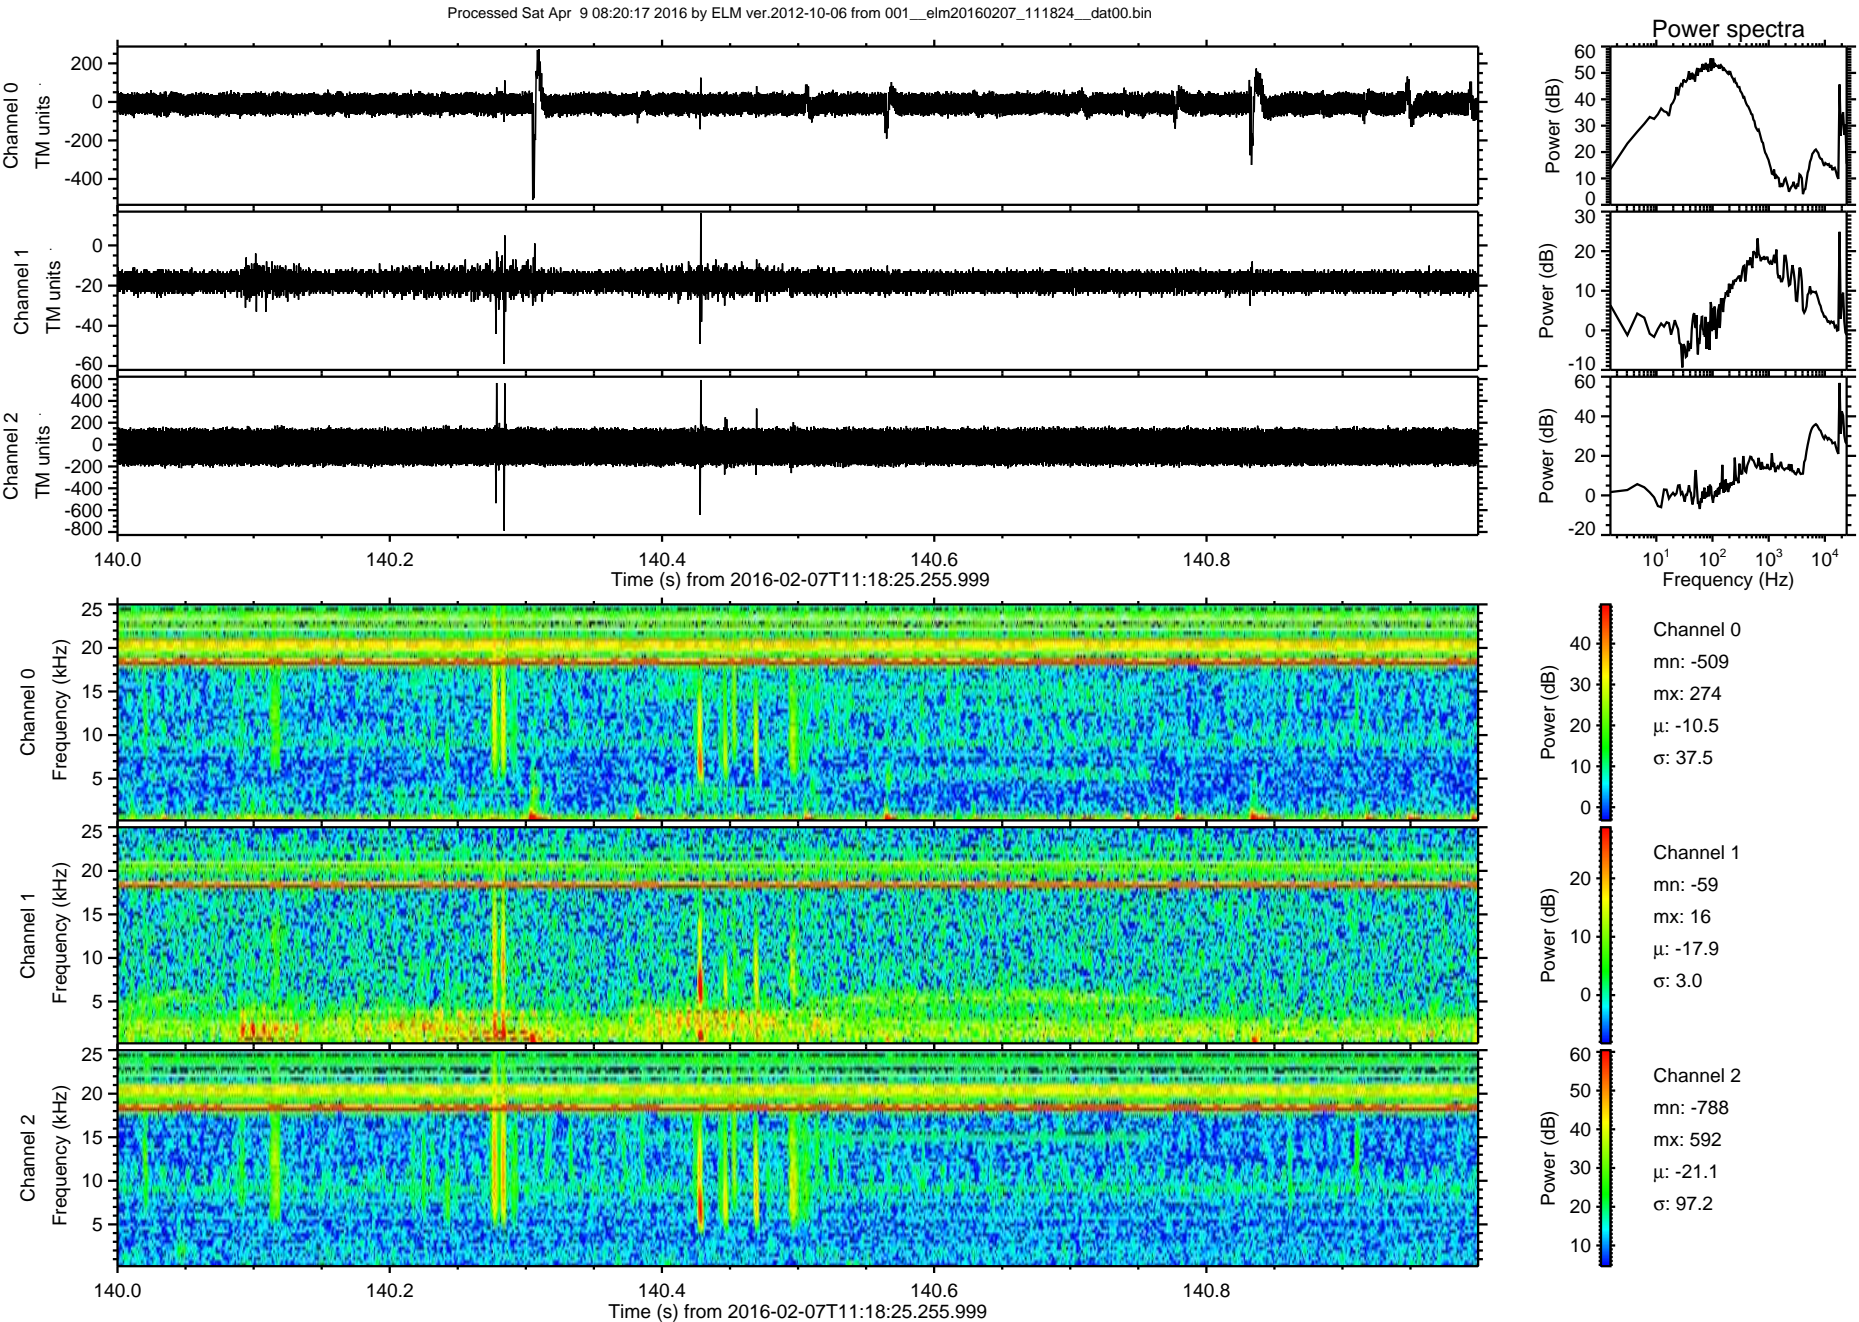 Processed Sat Apr  9 08:20:17 2016 by ELM ver.2012-10-06 from 001__elm20160207_111824__dat00.bin
Power spectra
Channel 0
TM units
200
0
-200
-400
Power (dB)
60
50
40
30
20
10
0
Channel 1
TM units
0
-20
-40
-60
Power (dB)
30
20
10
0
-10
Channel 2
TM units
600
400
200
0
-200
-400
-600
-800
Power (dB)
60
40
20
0
-20
140.0 140.2 140.4 140.6 140.8
Time (s) from 2016-02-07T11:18:25.255.999
10^1 10^2 10^3 10^4
Frequency (Hz)
Channel 0
Frequency (kHz)
25
20
15
10
5
Power (dB)
40
30
20
10
0
Channel 0
mn: -509
mx: 274
μ: -10.5
σ: 37.5
Channel 1
Frequency (kHz)
25
20
15
10
5
Power (dB)
20
10
0
Channel 1
mn: -59
mx: 16
μ: -17.9
σ: 3.0
Channel 2
Frequency (kHz)
25
20
15
10
5
Power (dB)
60
50
40
30
20
10
Channel 2
mn: -788
mx: 592
μ: -21.1
σ: 97.2
140.0 140.2 140.4 140.6 140.8
Time (s) from 2016-02-07T11:18:25.255.999